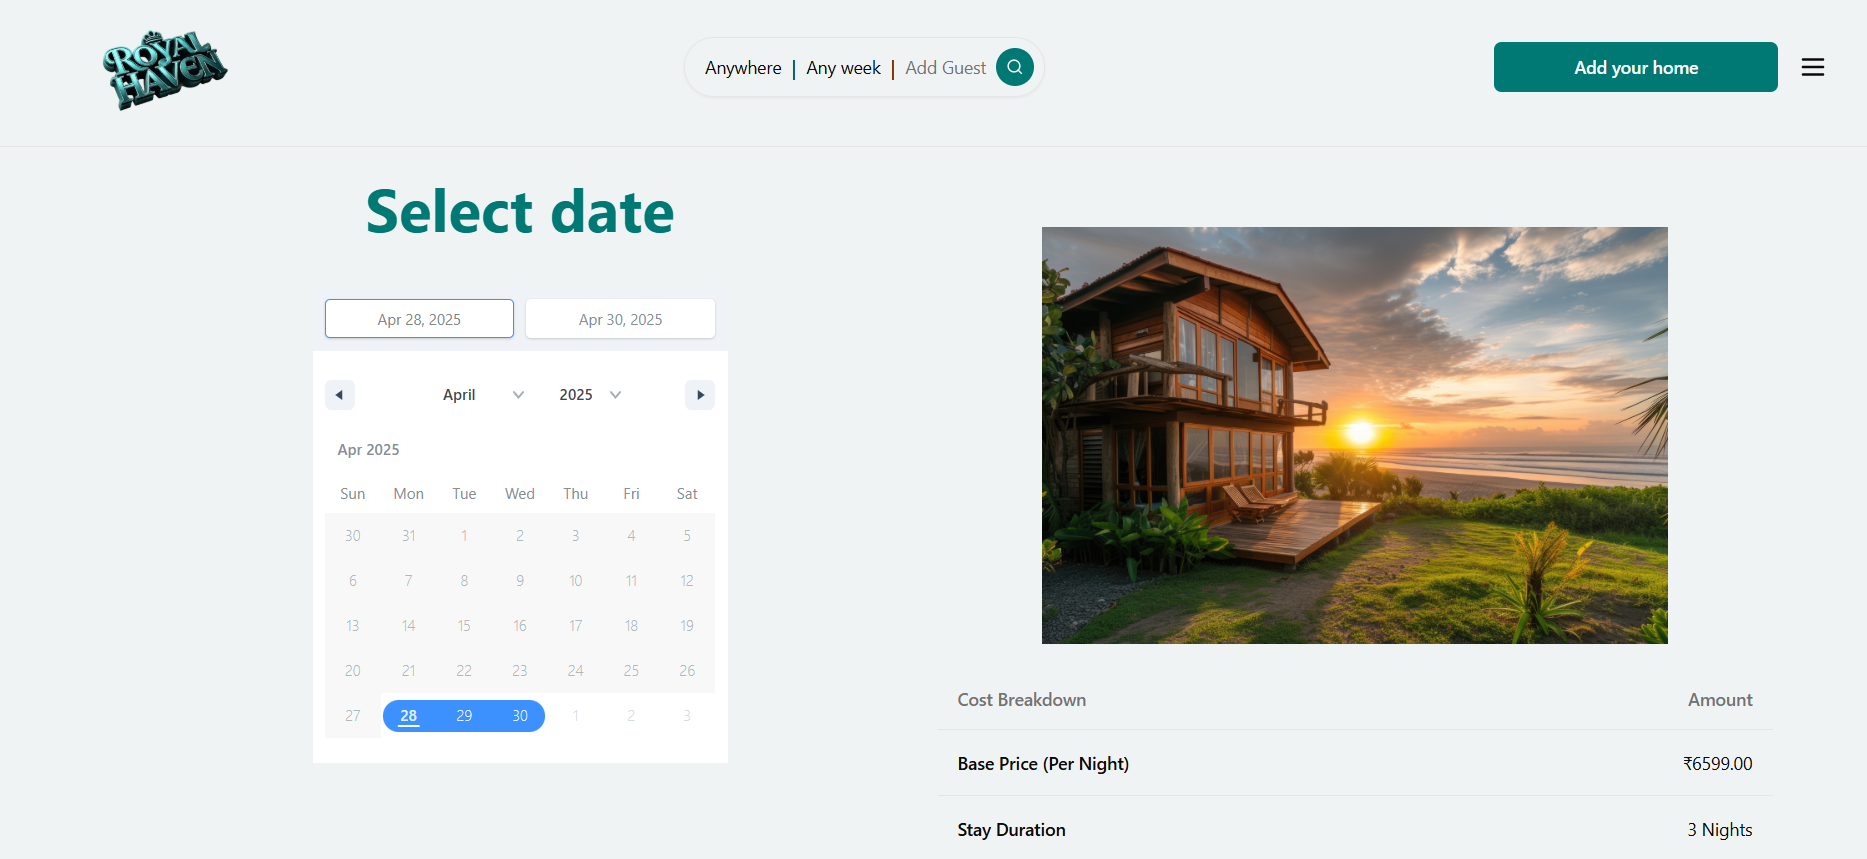 ROYAL
HAVEN
Anywhere | Any week | Add Guest
Add your home
Select date
Apr 28, 2025 Apr 30, 2025
April 2025
Apr 2025
Sun Mon Tue Wed Thu Fri Sat
30 31 1 2 3 4 5
6 7 8 9 10 11 12
13 14 15 16 17 18 19
20 21 22 23 24 25 26
27 28 29 30 1 2 3
Cost Breakdown Amount
Base Price (Per Night) ₹6599.00
Stay Duration 3 Nights